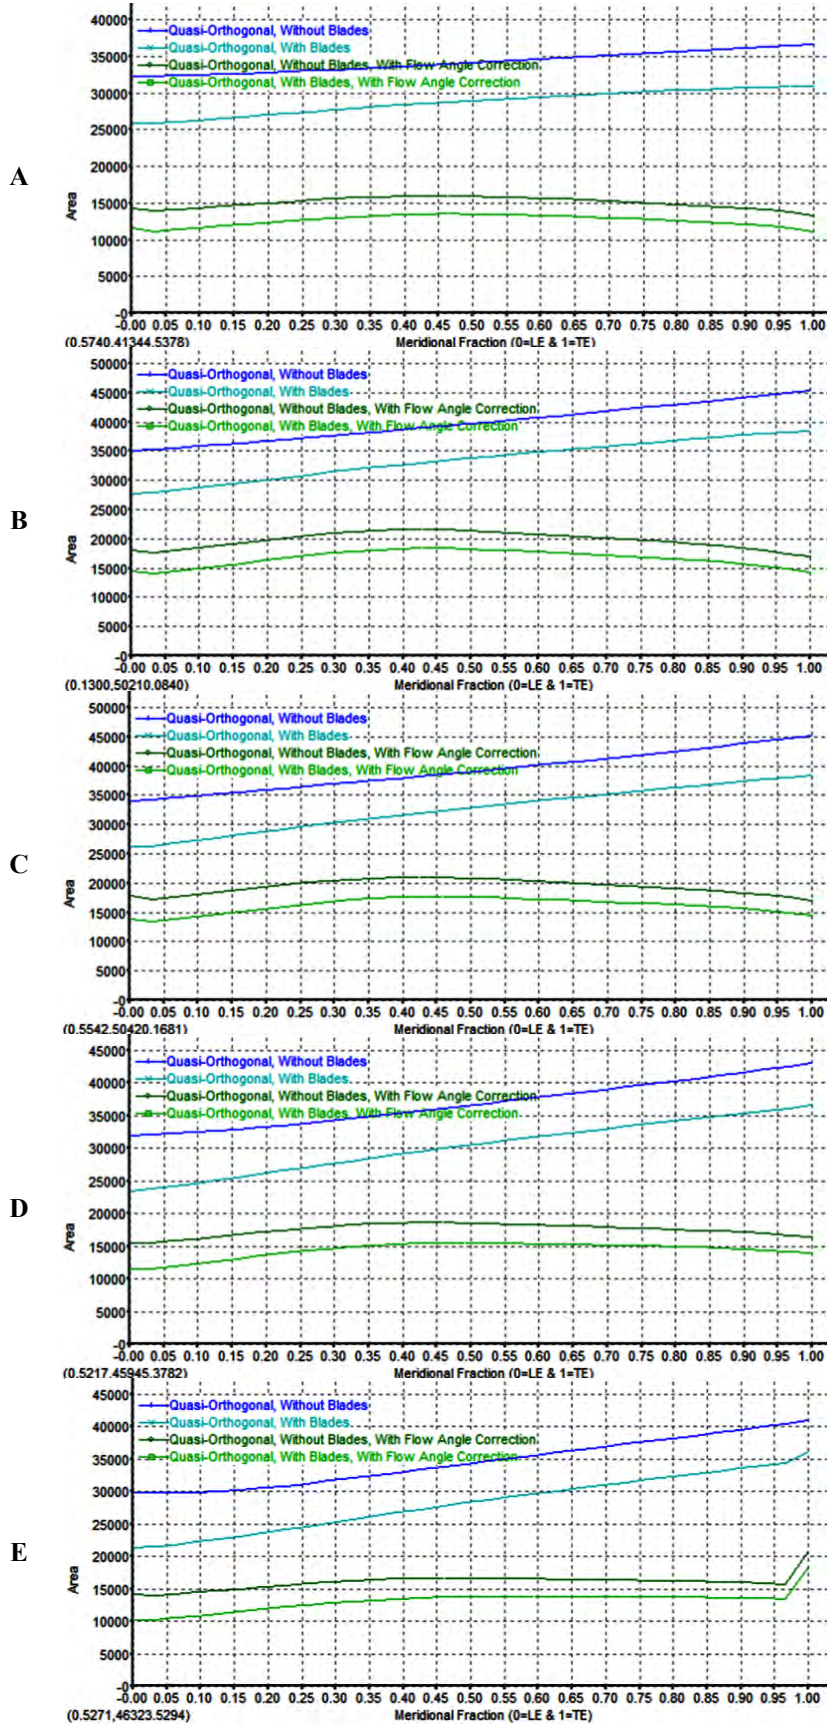 A
40000
35000
30000
25000
20000
15000
10000
5000
-0
Area
Quasi-Orthogonal, Without Blades
Quasi-Orthogonal, With Blades
Quasi-Orthogonal, Without Blades, With Flow Angle Correction
Quasi-Orthogonal, With Blades, With Flow Angle Correction
-0.00 0.05 0.10 0.15 0.20 0.25 0.30 0.35 0.40 0.45 0.50 0.55 0.60 0.65 0.70 0.75 0.80 0.85 0.90 0.95 1.00
(0.5740,41344.5378) Meridional Fraction (0=LE & 1=TE)
B
50000
45000
40000
35000
30000
25000
20000
15000
10000
5000
-0
Area
Quasi-Orthogonal, Without Blades
Quasi-Orthogonal, With Blades
Quasi-Orthogonal, Without Blades, With Flow Angle Correction
Quasi-Orthogonal, With Blades, With Flow Angle Correction
-0.00 0.05 0.10 0.15 0.20 0.25 0.30 0.35 0.40 0.45 0.50 0.55 0.60 0.65 0.70 0.75 0.80 0.85 0.90 0.95 1.00
(0.1300,50210.0840) Meridional Fraction (0=LE & 1=TE)
C
50000
45000
40000
35000
30000
25000
20000
15000
10000
5000
-0
Area
Quasi-Orthogonal, Without Blades
Quasi-Orthogonal, With Blades
Quasi-Orthogonal, Without Blades, With Flow Angle Correction
Quasi-Orthogonal, With Blades, With Flow Angle Correction
-0.00 0.05 0.10 0.15 0.20 0.25 0.30 0.35 0.40 0.45 0.50 0.55 0.60 0.65 0.70 0.75 0.80 0.85 0.90 0.95 1.00
(0.5542,50420.1681) Meridional Fraction (0=LE & 1=TE)
D
45000
40000
35000
30000
25000
20000
15000
10000
5000
-0
Area
Quasi-Orthogonal, Without Blades
Quasi-Orthogonal, With Blades
Quasi-Orthogonal, Without Blades, With Flow Angle Correction
Quasi-Orthogonal, With Blades, With Flow Angle Correction
-0.00 0.05 0.10 0.15 0.20 0.25 0.30 0.35 0.40 0.45 0.50 0.55 0.60 0.65 0.70 0.75 0.80 0.85 0.90 0.95 1.00
(0.5217,45945.3782) Meridional Fraction (0=LE & 1=TE)
E
45000
40000
35000
30000
25000
20000
15000
10000
5000
-0
Area
Quasi-Orthogonal, Without Blades
Quasi-Orthogonal, With Blades
Quasi-Orthogonal, Without Blades, With Flow Angle Correction
Quasi-Orthogonal, With Blades, With Flow Angle Correction
-0.00 0.05 0.10 0.15 0.20 0.25 0.30 0.35 0.40 0.45 0.50 0.55 0.60 0.65 0.70 0.75 0.80 0.85 0.90 0.95 1.00
(0.5271,46323.5294) Meridional Fraction (0=LE & 1=TE)